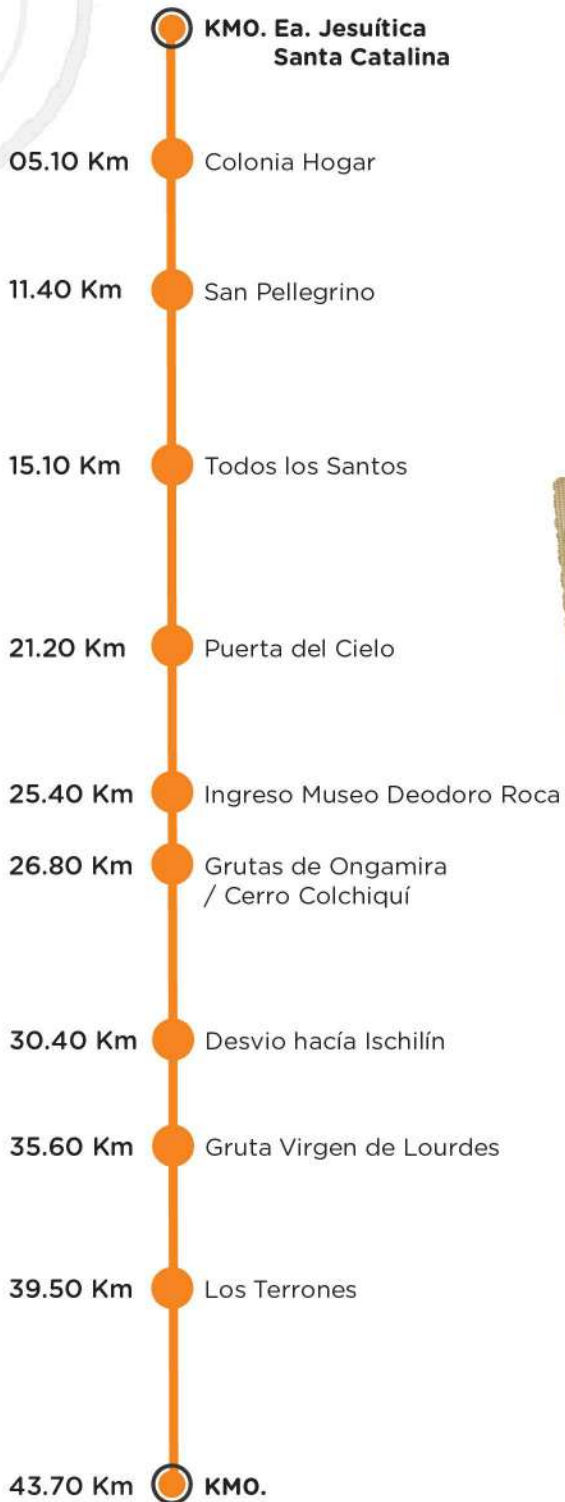 KM0. Ea. Jesuítica
Santa Catalina
05.10 Km Colonia Hogar
11.40 Km San Pellegrino
15.10 Km Todos los Santos
21.20 Km Puerta del Cielo
25.40 Km Ingreso Museo Deodoro Roca
26.80 Km Grutas de Ongamira
/ Cerro Colchiquí
30.40 Km Desvio hacía Ischilín
35.60 Km Gruta Virgen de Lourdes
39.50 Km Los Terrones
43.70 Km KM0.